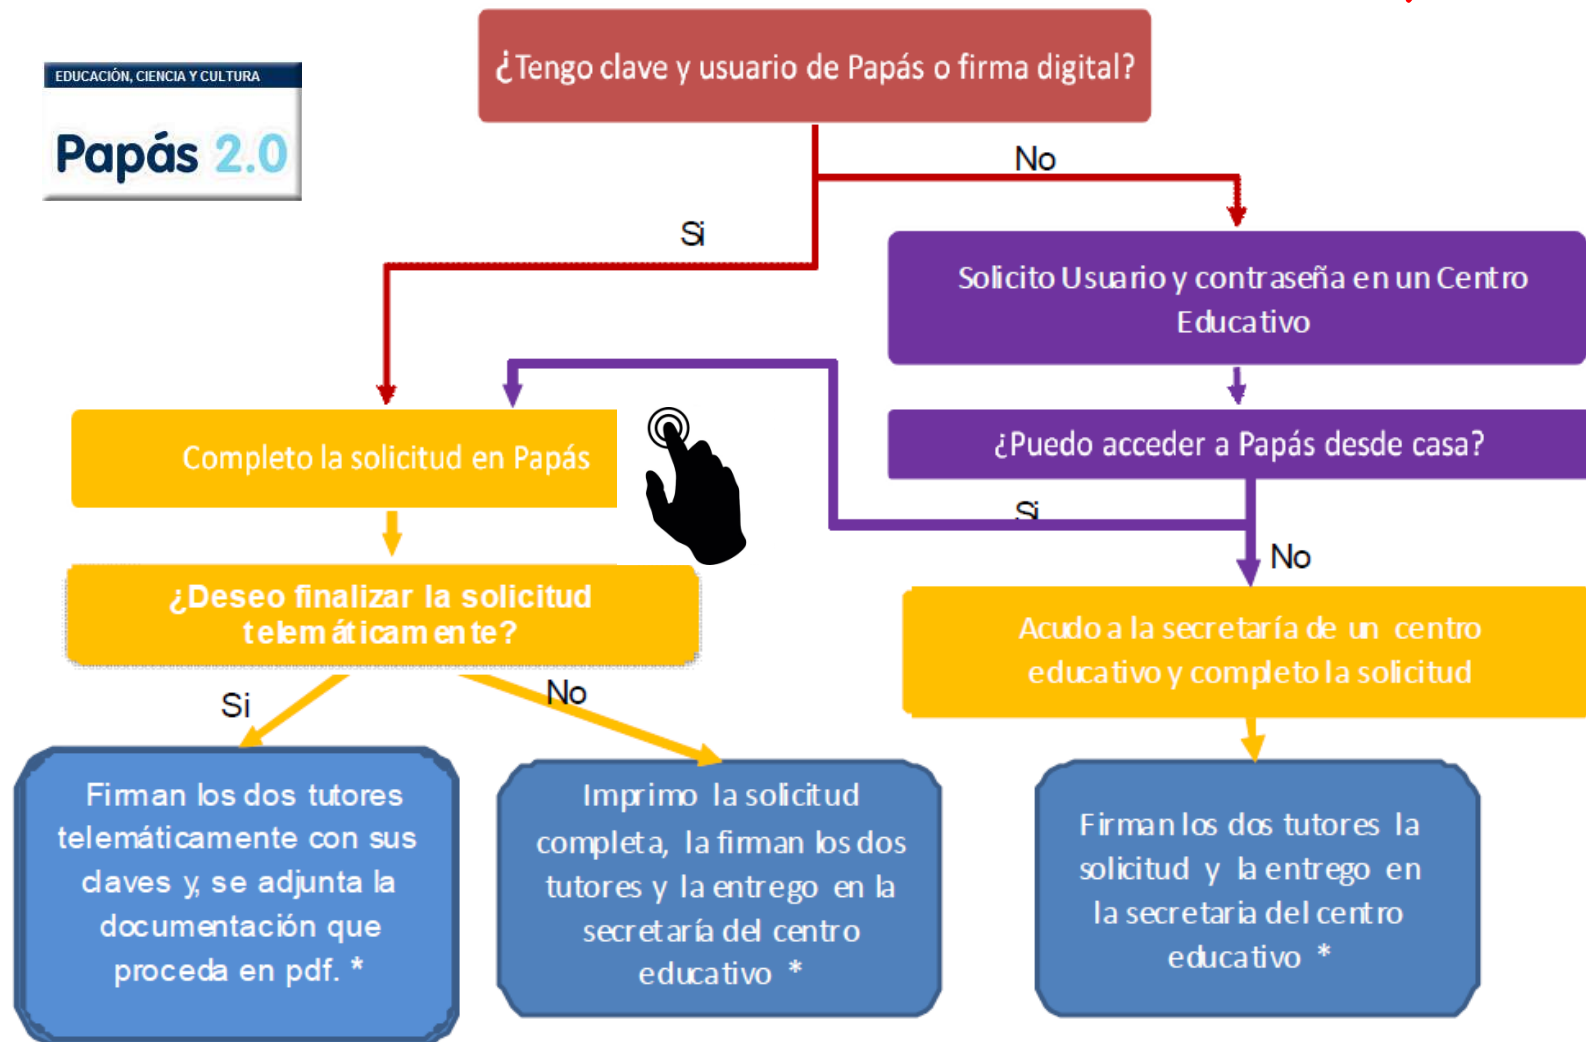 ¿Tengo clave y usuario de Papás o firma digital?
EDUCACIÓN, CIENCIA Y CULTURA
Papás 2.0
No
Si
Solicito Usuario y contraseña en un Centro
Educativo
Completo la solicitud en Papás
¿Puedo acceder a Papás desde casa?
Si
No
¿Deseo finalizar la solicitud
telemáticamente?
Acudo a la secretaría de un centro
educativo y completo la solicitud
Si
No
Firman los dos tutores
telemáticamente con sus
claves y, se adjunta la
documentación que
proceda en pdf. *
Imprimo la solicitud
completa, la firman los dos
tutores y la entrego en la
secretaría del centro
educativo *
Firman los dos tutores la
solicitud y la entrego en
la secretaria del centro
educativo *